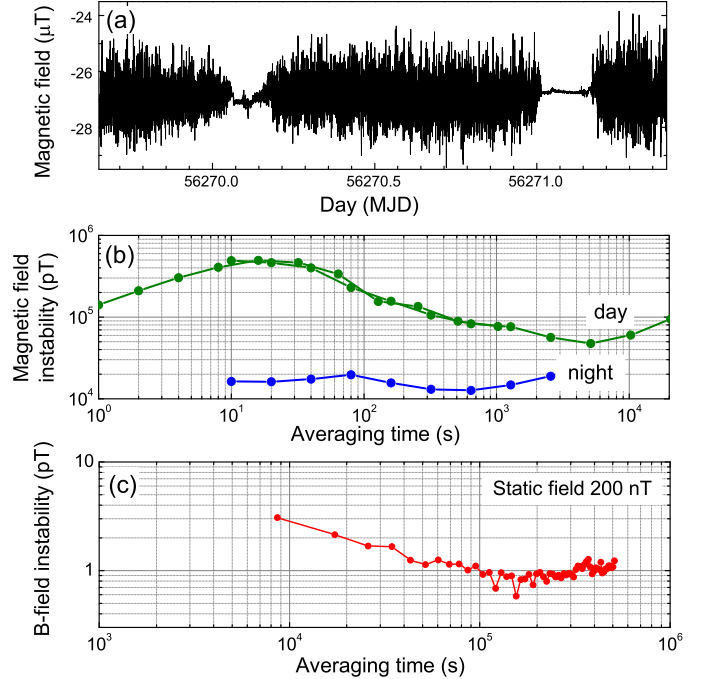 (a)
Magnetic field (μT)
-24
-26
-28
56270.0
56270.5
56271.0
Day (MJD)
(b)
Magnetic field
instability (pT)
10^6
10^5
10^4
day
night
10^0
10^1
10^2
10^3
10^4
Averaging time (s)
(c)
B-field instability (pT)
10
1
Static field 200 nT
10^3
10^4
10^5
10^6
Averaging time (s)